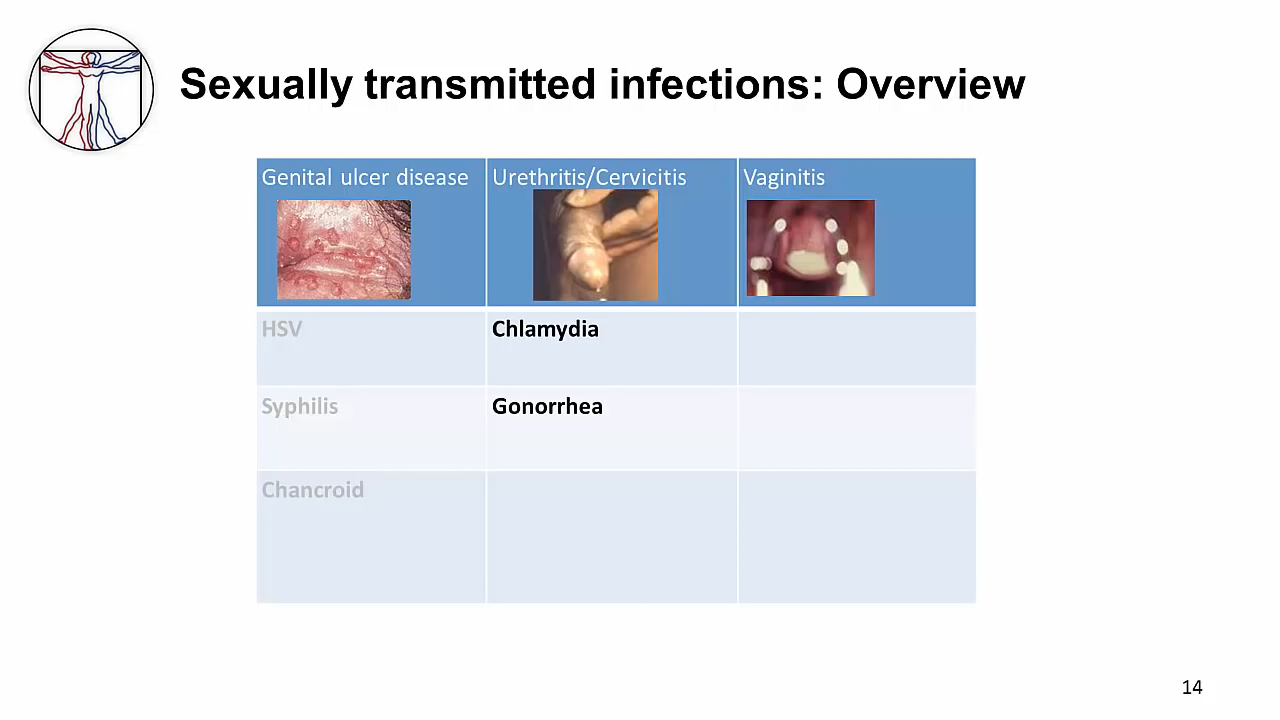 Sexually transmitted infections: Overview
Genital ulcer disease
Urethritis/Cervicitis
Vaginitis
HSV
Chlamydia
Syphilis
Gonorrhea
Chancroid
14